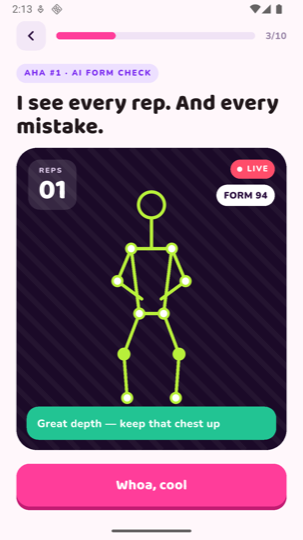 2:13
3/10
AHA #1 · AI FORM CHECK
I see every rep. And every
mistake.
REPS
01
LIVE
FORM 94
Great depth — keep that chest up
Whoa, cool